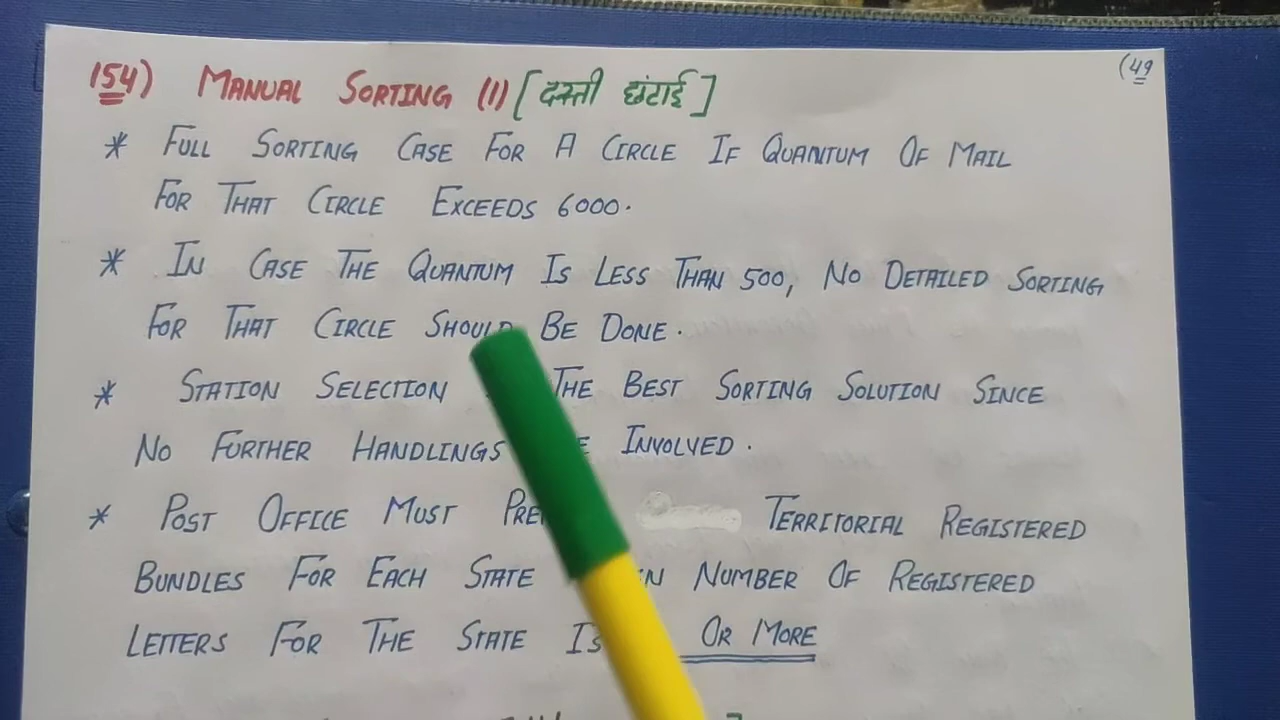 (49
154) MANUAL SORTING (1) [दस्ती छंटाई]
* FULL SORTING CASE FOR A CIRCLE IF QUANTUM OF MAIL
FOR THAT CIRCLE EXCEEDS 6000.
* IN CASE THE QUANTUM IS LESS THAN 500, NO DETAILED SORTING
FOR THAT CIRCLE SHOULD BE DONE.
* STATION SELECTION THE BEST SORTING SOLUTION SINCE
NO FURTHER HANDLINGS INVOLVED.
* POST OFFICE MUST TERRITORIAL REGISTERED
BUNDLES FOR EACH STATE NUMBER OF REGISTERED
LETTERS FOR THE STATE IS OR MORE